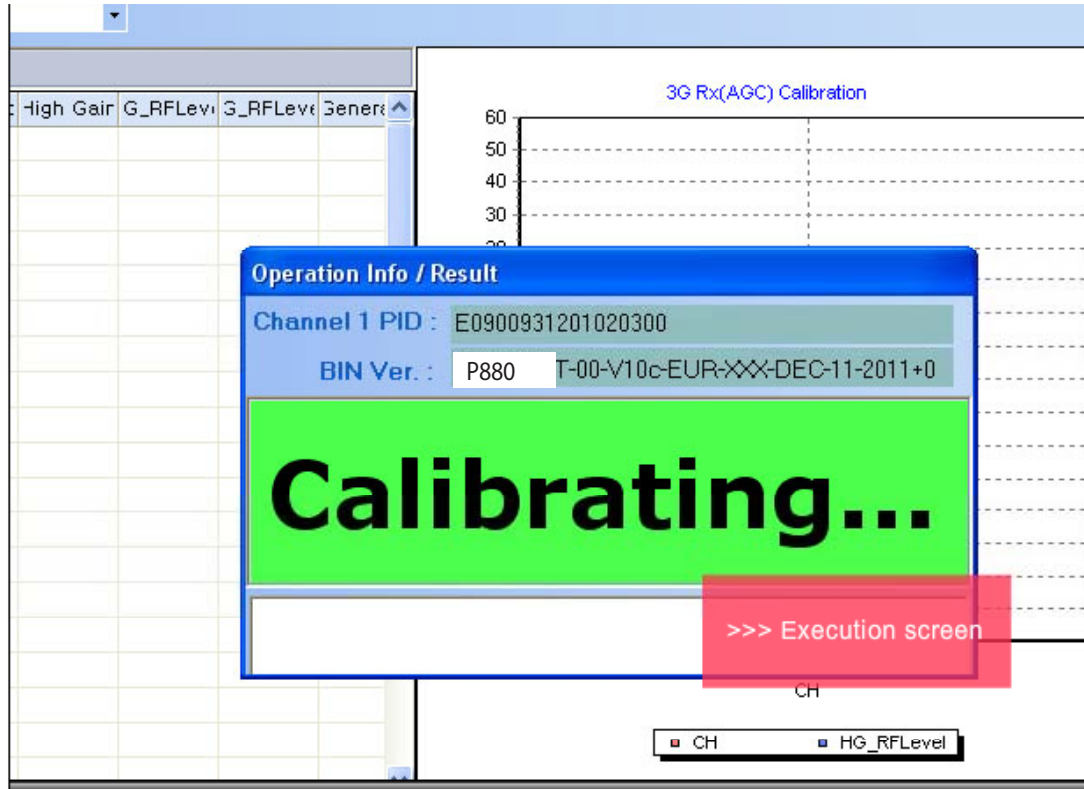 High Gair G_RFLev G_RFLeve Genera
3G Rx(AGC) Calibration
60
50
40
30
20
Operation Info / Result
Channel 1 PID : E0900931201020300
BIN Ver. : P880 T-00-V10c-EUR-XXX-DEC-11-2011+0
Calibrating...
>>> Execution screen
CH
CH HG_RFLevel